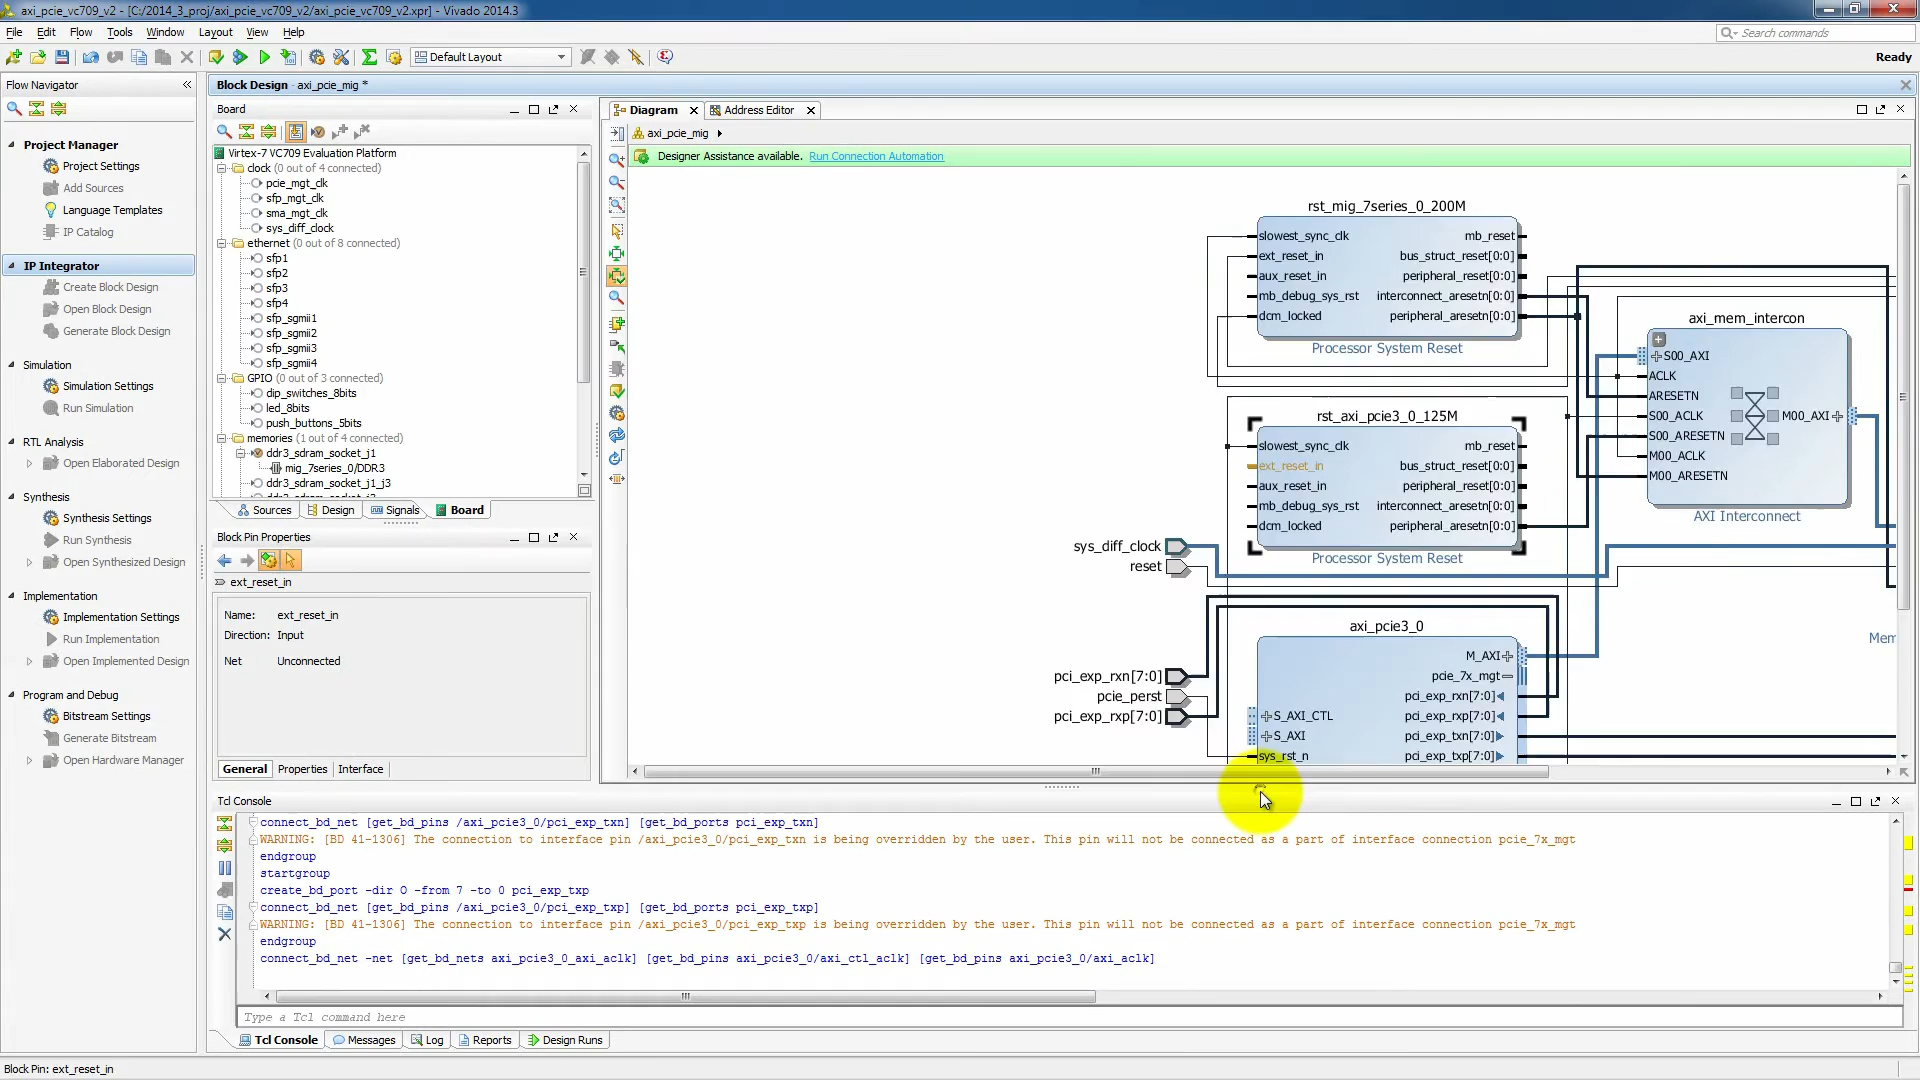 axi_pcie_vc709_v2 - [C:/2014_3_proj/axi_pcie_vc709_v2/axi_pcie_vc709_v2.xpr] - Vivado 2014.3
File Edit Flow Tools Window Layout View Help
Search commands
Default Layout
Ready
Flow Navigator
Project Manager
Project Settings
Add Sources
Language Templates
IP Catalog
IP Integrator
Create Block Design
Open Block Design
Generate Block Design
Simulation
Simulation Settings
Run Simulation
RTL Analysis
Open Elaborated Design
Synthesis
Synthesis Settings
Run Synthesis
Open Synthesized Design
Implementation
Implementation Settings
Run Implementation
Open Implemented Design
Program and Debug
Bitstream Settings
Generate Bitstream
Open Hardware Manager
Block Design - axi_pcie_mig *
Board
Virtex-7 VC709 Evaluation Platform
clock (0 out of 4 connected)
pcie_mgt_clk
sfp_mgt_clk
sma_mgt_clk
sys_diff_clock
ethernet (0 out of 8 connected)
sfp1
sfp2
sfp3
sfp4
sfp_sgmii1
sfp_sgmii2
sfp_sgmii3
sfp_sgmii4
GPIO (0 out of 3 connected)
dip_switches_8bits
led_8bits
push_buttons_5bits
memories (1 out of 4 connected)
ddr3_sdram_socket_j1
mig_7series_0/DDR3
ddr3_sdram_socket_j1_j3
Sources Design Signals Board
Block Pin Properties
ext_reset_in
Name: ext_reset_in
Direction: Input
Net Unconnected
General Properties Interface
Diagram Address Editor
axi_pcie_mig
Designer Assistance available. Run Connection Automation
rst_mig_7series_0_200M
slowest_sync_clk mb_reset
ext_reset_in bus_struct_reset[0:0]
aux_reset_in peripheral_reset[0:0]
mb_debug_sys_rst interconnect_aresetn[0:0]
dcm_locked peripheral_aresetn[0:0]
Processor System Reset
axi_mem_intercon
S00_AXI
ACLK
ARESETN
S00_ACLK M00_AXI
S00_ARESETN
M00_ACLK
M00_ARESETN
AXI Interconnect
rst_axi_pcie3_0_125M
slowest_sync_clk mb_reset
ext_reset_in bus_struct_reset[0:0]
aux_reset_in peripheral_reset[0:0]
mb_debug_sys_rst interconnect_aresetn[0:0]
dcm_locked peripheral_aresetn[0:0]
Processor System Reset
sys_diff_clock
reset
axi_pcie3_0
Mem
M_AXI
pcie_7x_mgt
pci_exp_rxn[7:0] pci_exp_rxn[7:0]
pcie_perst
pci_exp_rxp[7:0] S_AXI_CTL pci_exp_rxp[7:0]
S_AXI pci_exp_txn[7:0]
sys_rst_n pci_exp_txp[7:0]
Tcl Console
connect_bd_net [get_bd_pins /axi_pcie3_0/pci_exp_txn] [get_bd_ports pci_exp_txn]
WARNING: [BD 41-1306] The connection to interface pin /axi_pcie3_0/pci_exp_txn is being overridden by the user. This pin will not be connected as a part of interface connection pcie_7x_mgt
endgroup
startgroup
create_bd_port -dir O -from 7 -to 0 pci_exp_txp
connect_bd_net [get_bd_pins /axi_pcie3_0/pci_exp_txp] [get_bd_ports pci_exp_txp]
WARNING: [BD 41-1306] The connection to interface pin /axi_pcie3_0/pci_exp_txp is being overridden by the user. This pin will not be connected as a part of interface connection pcie_7x_mgt
endgroup
connect_bd_net -net [get_bd_nets axi_pcie3_0_axi_aclk] [get_bd_pins axi_pcie3_0/axi_ctl_aclk] [get_bd_pins axi_pcie3_0/axi_aclk]
Type a Tcl command here
Tcl Console Messages Log Reports Design Runs
Block Pin: ext_reset_in